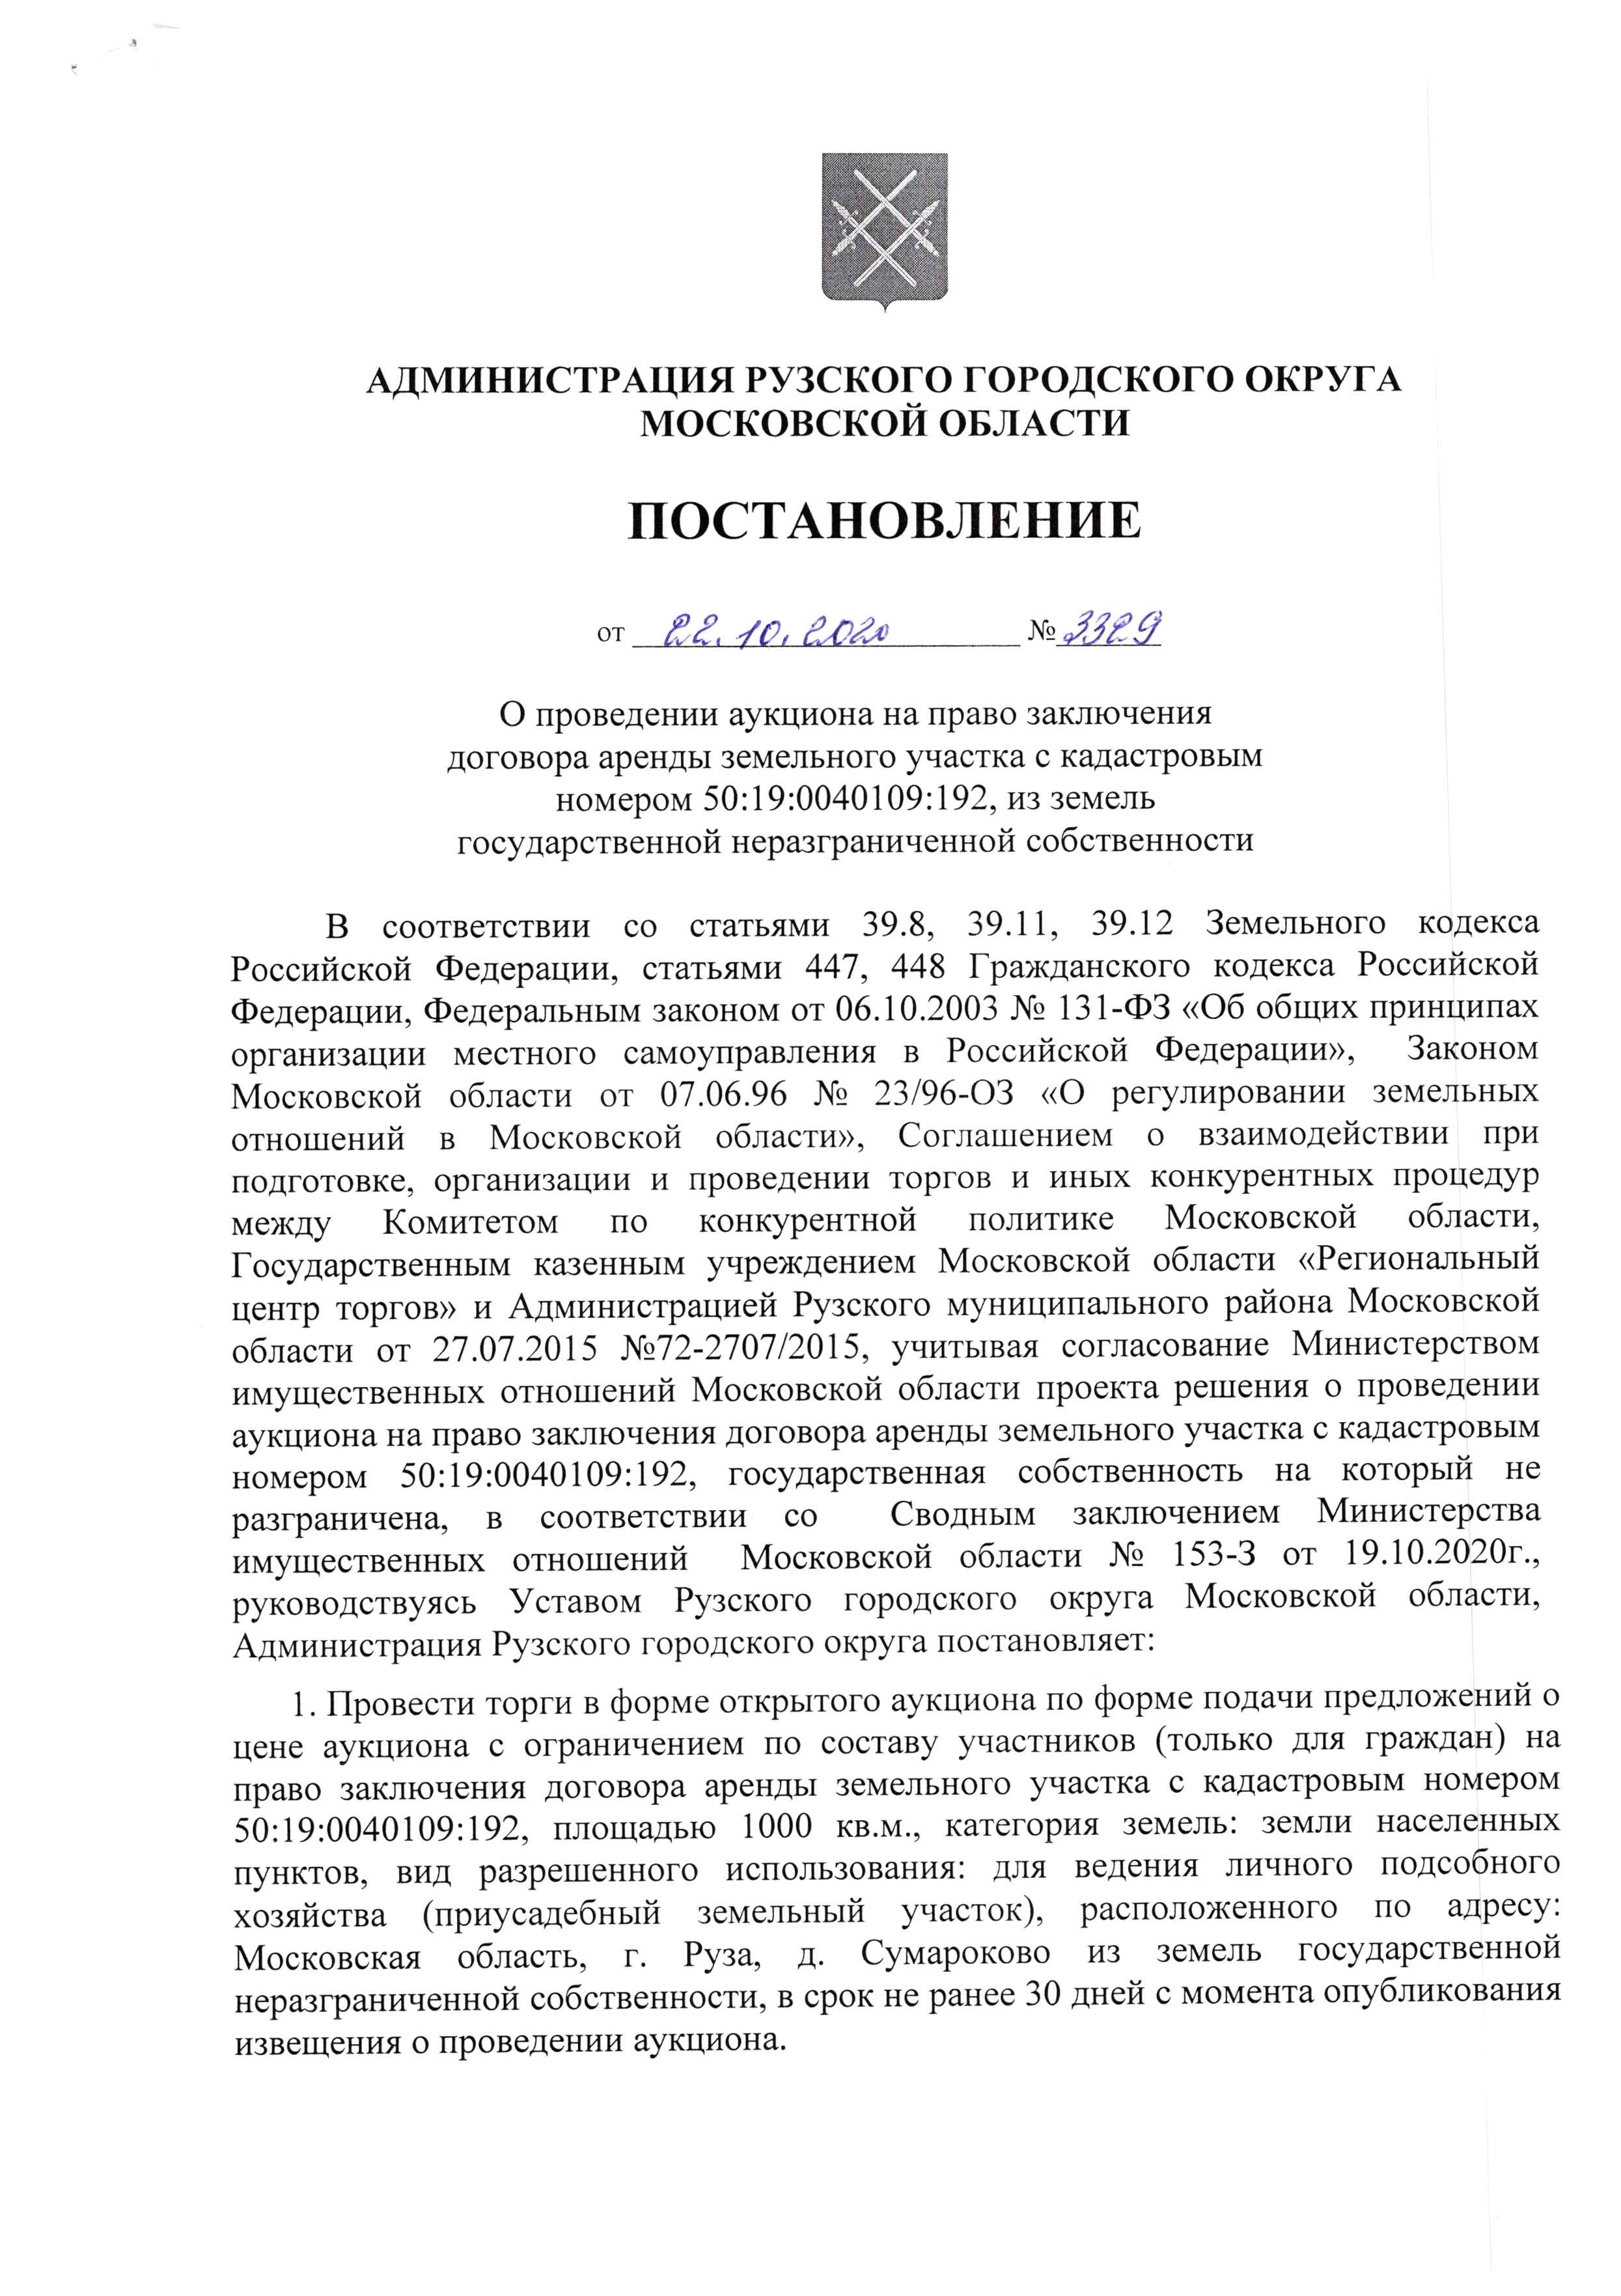 АДМИНИСТРАЦИЯ РУЗСКОГО ГОРОДСКОГО ОКРУГА
МОСКОВСКОЙ ОБЛАСТИ
ПОСТАНОВЛЕНИЕ
от 22.10.2020 № 3329
О проведении аукциона на право заключения
договора аренды земельного участка с кадастровым
номером 50:19:0040109:192, из земель
государственной неразграниченной собственности
В соответствии со статьями 39.8, 39.11, 39.12 Земельного кодекса
Российской Федерации, статьями 447, 448 Гражданского кодекса Российской
Федерации, Федеральным законом от 06.10.2003 № 131-ФЗ «Об общих принципах
организации местного самоуправления в Российской Федерации», Законом
Московской области от 07.06.96 № 23/96-ОЗ «О регулировании земельных
отношений в Московской области», Соглашением о взаимодействии при
подготовке, организации и проведении торгов и иных конкурентных процедур
между Комитетом по конкурентной политике Московской области,
Государственным казенным учреждением Московской области «Региональный
центр торгов» и Администрацией Рузского муниципального района Московской
области от 27.07.2015 №72-2707/2015, учитывая согласование Министерством
имущественных отношений Московской области проекта решения о проведении
аукциона на право заключения договора аренды земельного участка с кадастровым
номером 50:19:0040109:192, государственная собственность на который не
разграничена, в соответствии со Сводным заключением Министерства
имущественных отношений Московской области № 153-З от 19.10.2020г.,
руководствуясь Уставом Рузского городского округа Московской области,
Администрация Рузского городского округа постановляет:
1. Провести торги в форме открытого аукциона по форме подачи предложений о
цене аукциона с ограничением по составу участников (только для граждан) на
право заключения договора аренды земельного участка с кадастровым номером
50:19:0040109:192, площадью 1000 кв.м., категория земель: земли населенных
пунктов, вид разрешенного использования: для ведения личного подсобного
хозяйства (приусадебный земельный участок), расположенного по адресу:
Московская область, г. Руза, д. Сумароково из земель государственной
неразграниченной собственности, в срок не ранее 30 дней с момента опубликования
извещения о проведении аукциона.